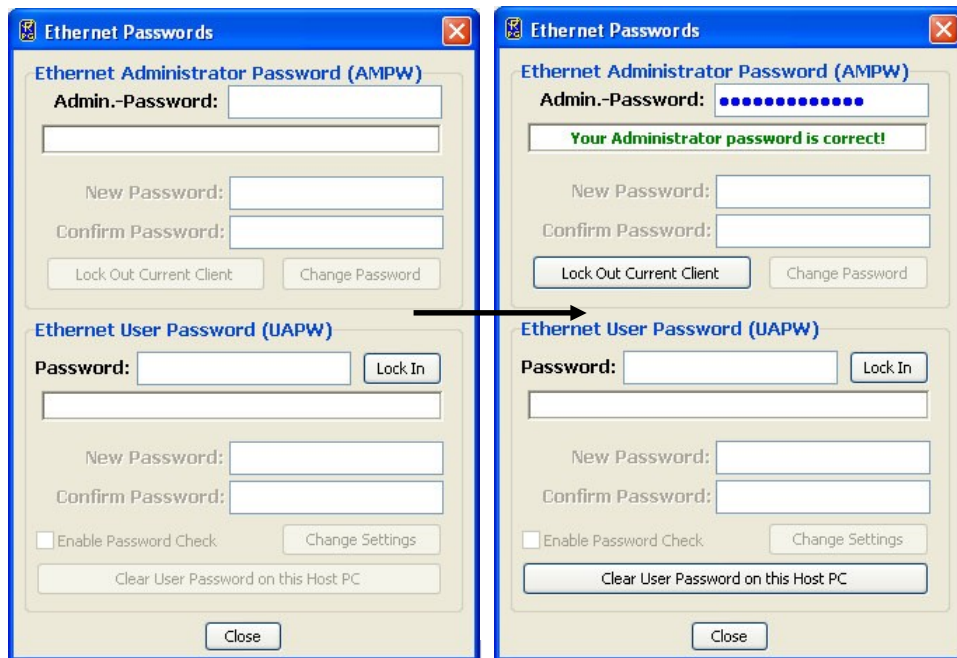 Ethernet Passwords
Ethernet Administrator Password (AMPW)
Admin.-Password:
New Password:
Confirm Password:
Lock Out Current Client Change Password
Ethernet User Password (UAPW)
Password: Lock In
New Password:
Confirm Password:
Enable Password Check Change Settings
Clear User Password on this Host PC
Close
Ethernet Passwords
Ethernet Administrator Password (AMPW)
Admin.-Password: ●●●●●●●●●●●●●
Your Administrator password is correct!
New Password:
Confirm Password:
Lock Out Current Client Change Password
Ethernet User Password (UAPW)
Password: Lock In
New Password:
Confirm Password:
Enable Password Check Change Settings
Clear User Password on this Host PC
Close